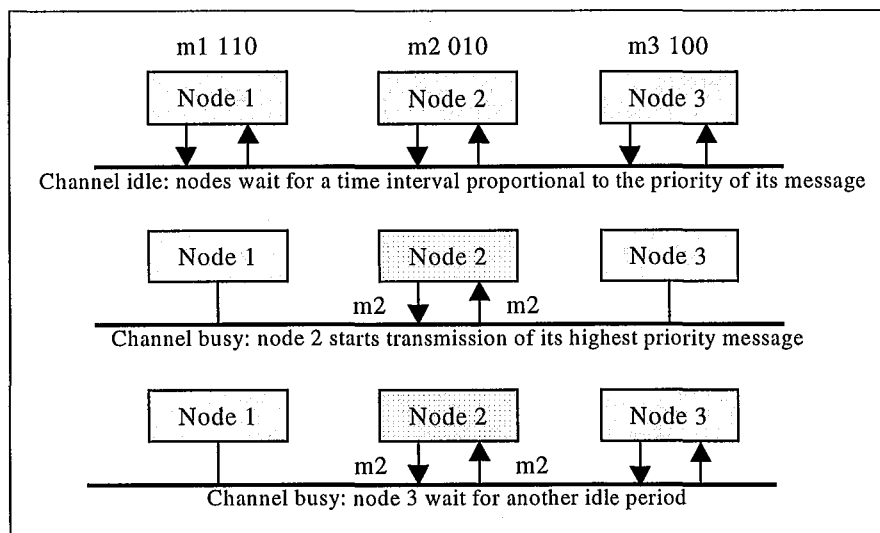 m1 110 m2 010 m3 100
Node 1 Node 2 Node 3
Channel idle: nodes wait for a time interval proportional to the priority of its message
Node 1 Node 2 Node 3
m2 m2
Channel busy: node 2 starts transmission of its highest priority message
Node 1 Node 2 Node 3
m2 m2
Channel busy: node 3 wait for another idle period